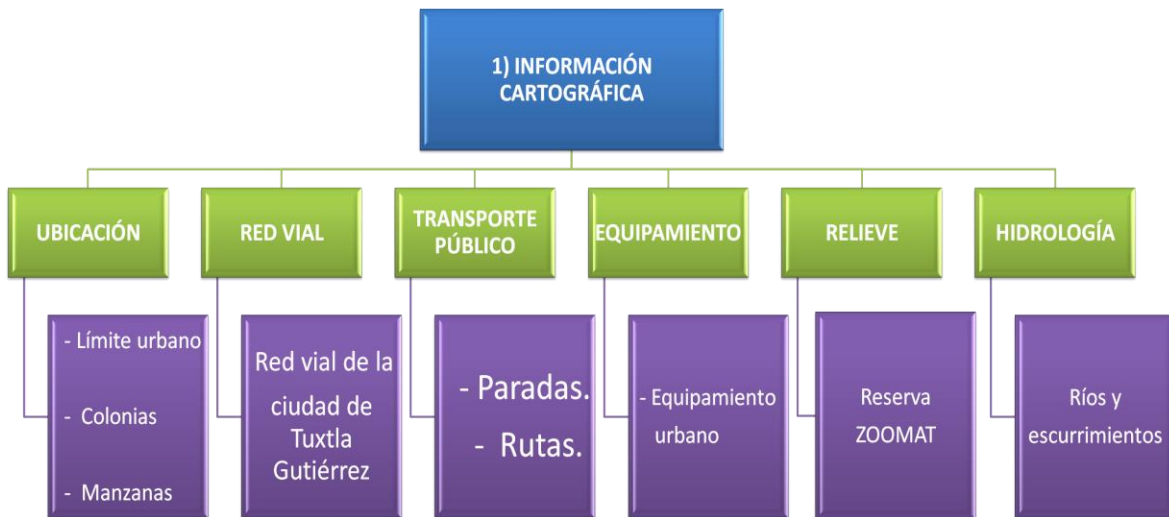 1) INFORMACIÓN
CARTOGRÁFICA
UBICACIÓN
RED VIAL
TRANSPORTE
PÚBLICO
EQUIPAMIENTO
RELIEVE
HIDROLOGÍA
- Límite urbano
- Colonias
- Manzanas
Red vial de la
ciudad de
Tuxtla
Gutiérrez
- Paradas.
- Rutas.
- Equipamiento
urbano
Reserva
ZOOMAT
Ríos y
escurrimientos